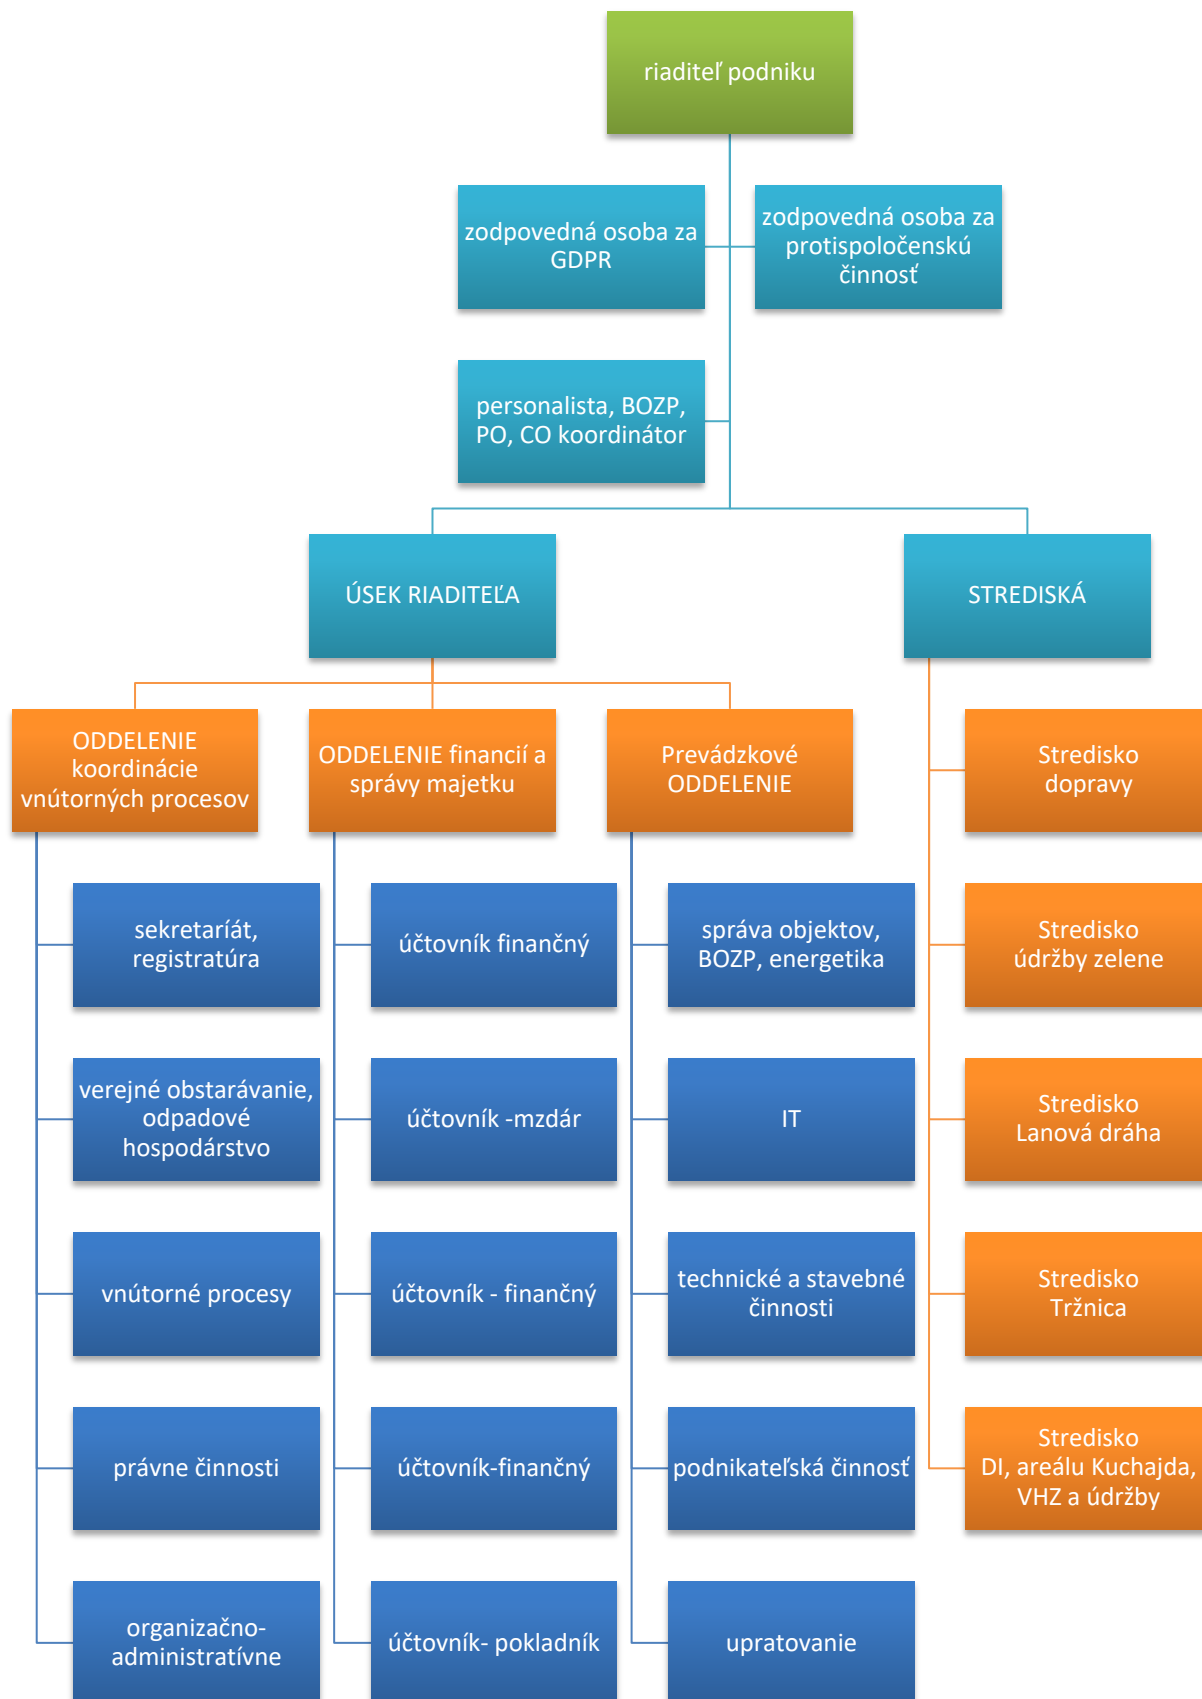 riaditeľ podniku
zodpovedná osoba za
GDPR
zodpovedná osoba za
protispoločenskú
činnosť
personalista, BOZP,
PO, CO koordinátor
ÚSEK RIADITEĽA
STREDISKÁ
ODDELENIE
koordinácie
vnútorných procesov
ODDELENIE financií a
správy majetku
Prevádzkové
ODDELENIE
Stredisko
dopravy
sekretariát,
registratúra
účtovník finančný
správa objektov,
BOZP, energetika
Stredisko
údržby zelene
verejné obstarávanie,
odpadové
hospodárstvo
účtovník -mzdár
IT
Stredisko
Lanová dráha
vnútorné procesy
účtovník - finančný
technické a stavebné
činnosti
Stredisko
Tržnica
právne činnosti
účtovník-finančný
podnikateľská činnosť
Stredisko
DI, areálu Kuchajda,
VHZ a údržby
organizačno-
administratívne
účtovník- pokladník
upratovanie